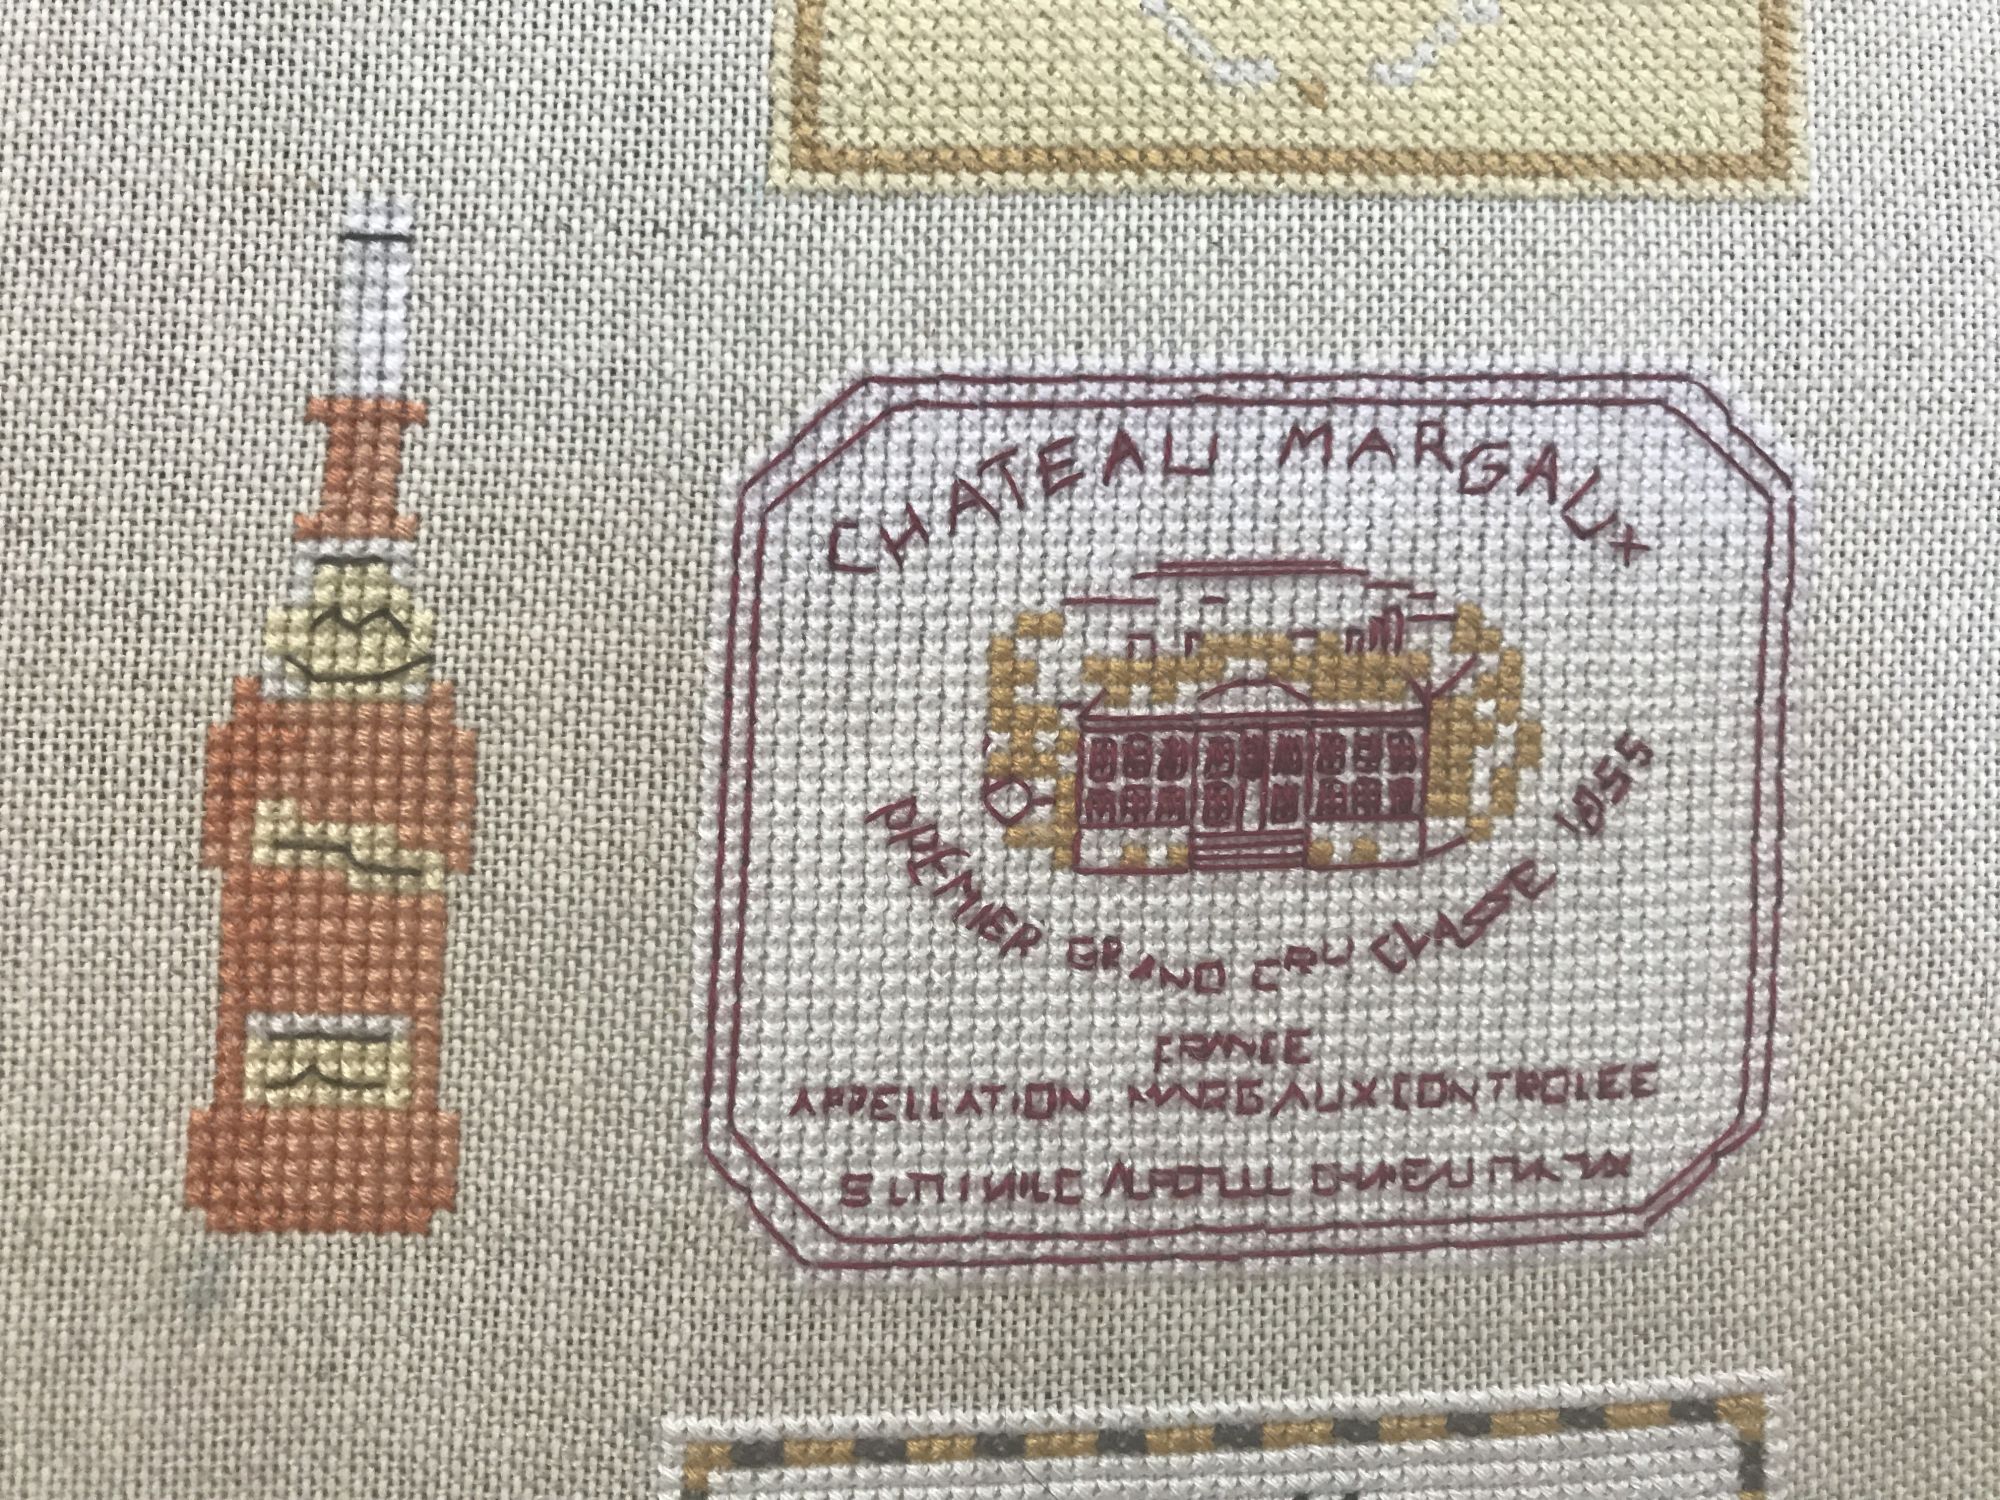 CHATEAU MARGAUX
PREMIER GRAND CRU CLASSE 1855
FRANCE
APPELLATION MARGAUX CONTROLEE